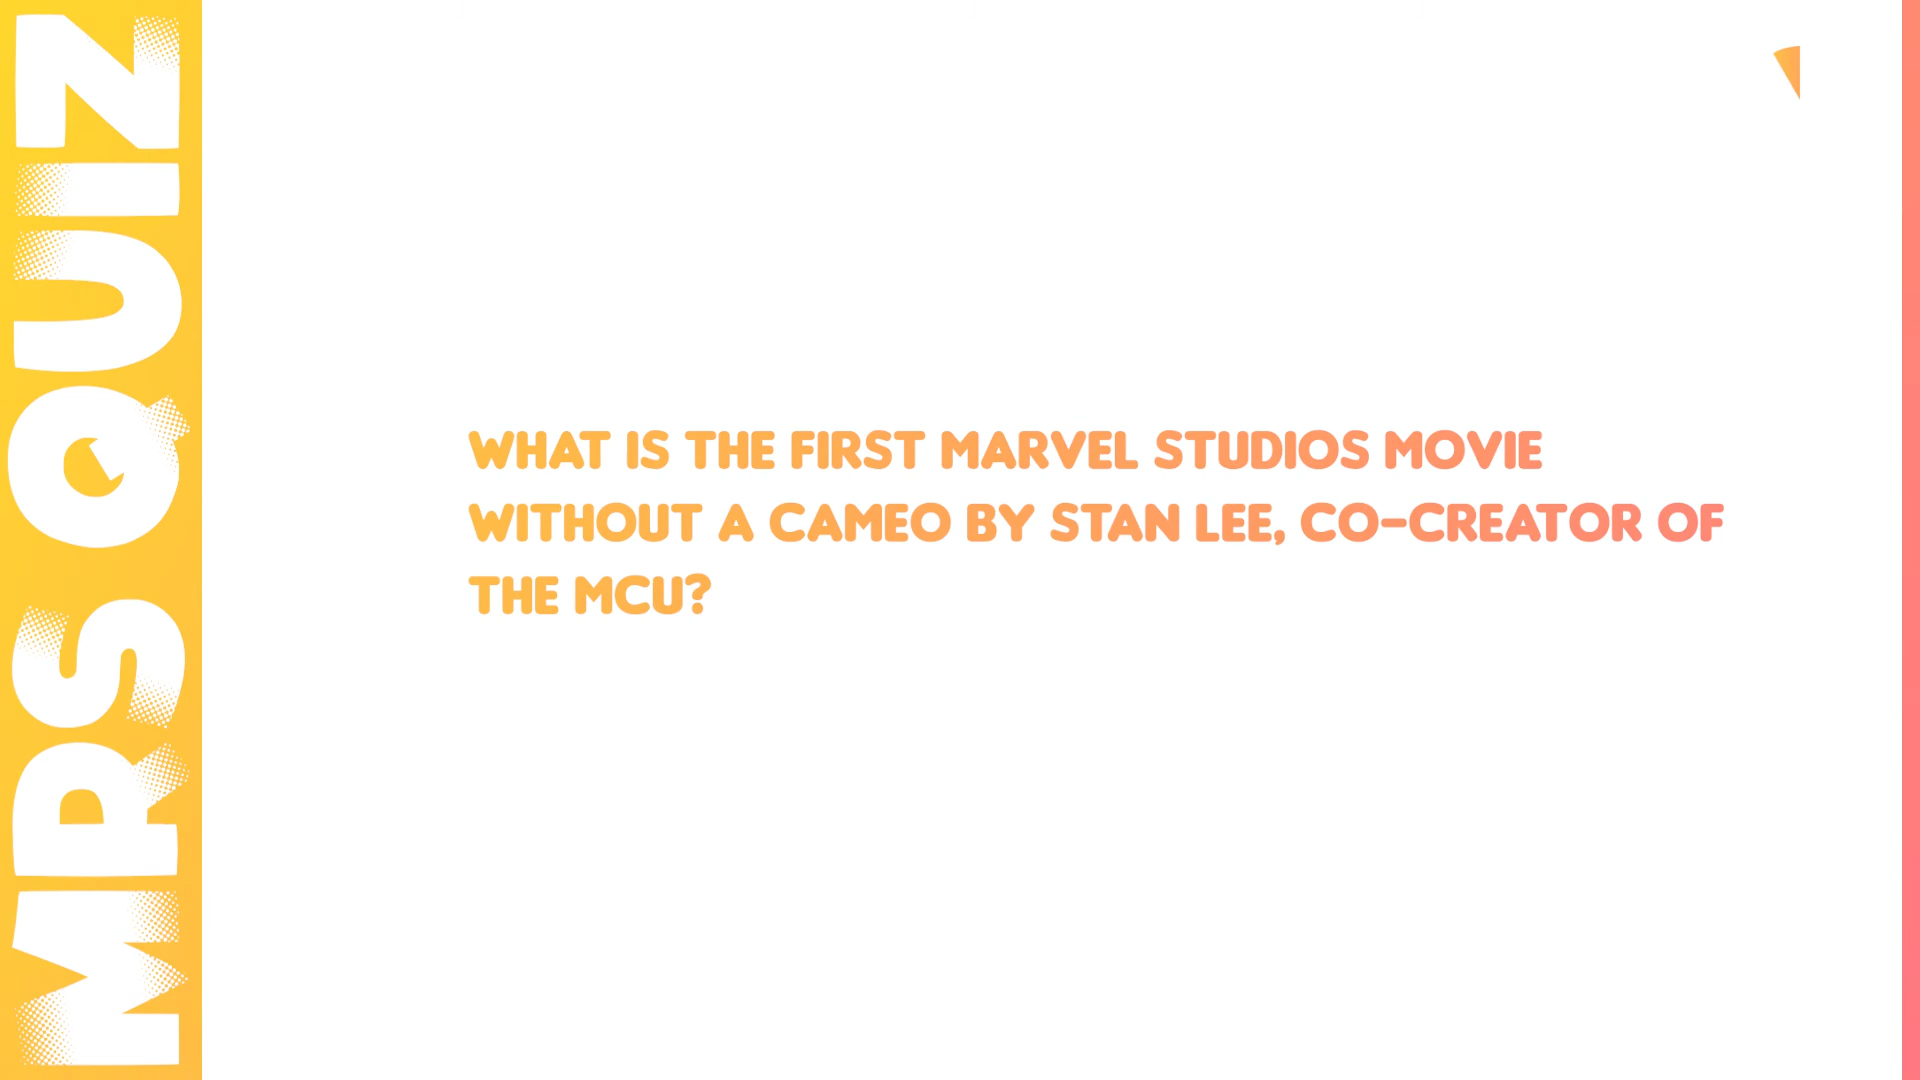 MRS QUIZ
WHAT IS THE FIRST MARVEL STUDIOS MOVIE
WITHOUT A CAMEO BY STAN LEE, CO-CREATOR OF
THE MCU?